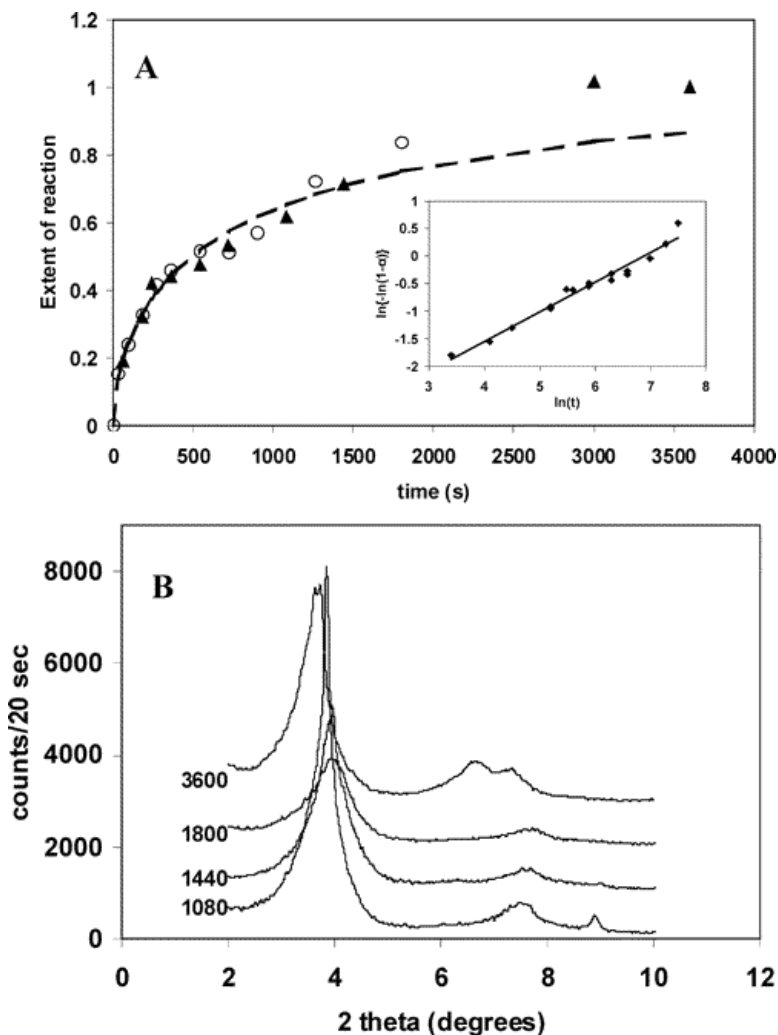 A
Extent of reaction
1.2
1
0.8
0.6
0.4
0.2
0
0 500 1000 1500 2000 2500 3000 3500 4000
time (s)
ln{-ln(1-α)}
1
0.5
0
-0.5
-1
-1.5
-2
3 4 5 6 7 8
ln(t)
B
counts/20 sec
8000
6000
4000
2000
0
3600
1800
1440
1080
0 2 4 6 8 10 12
2 theta (degrees)